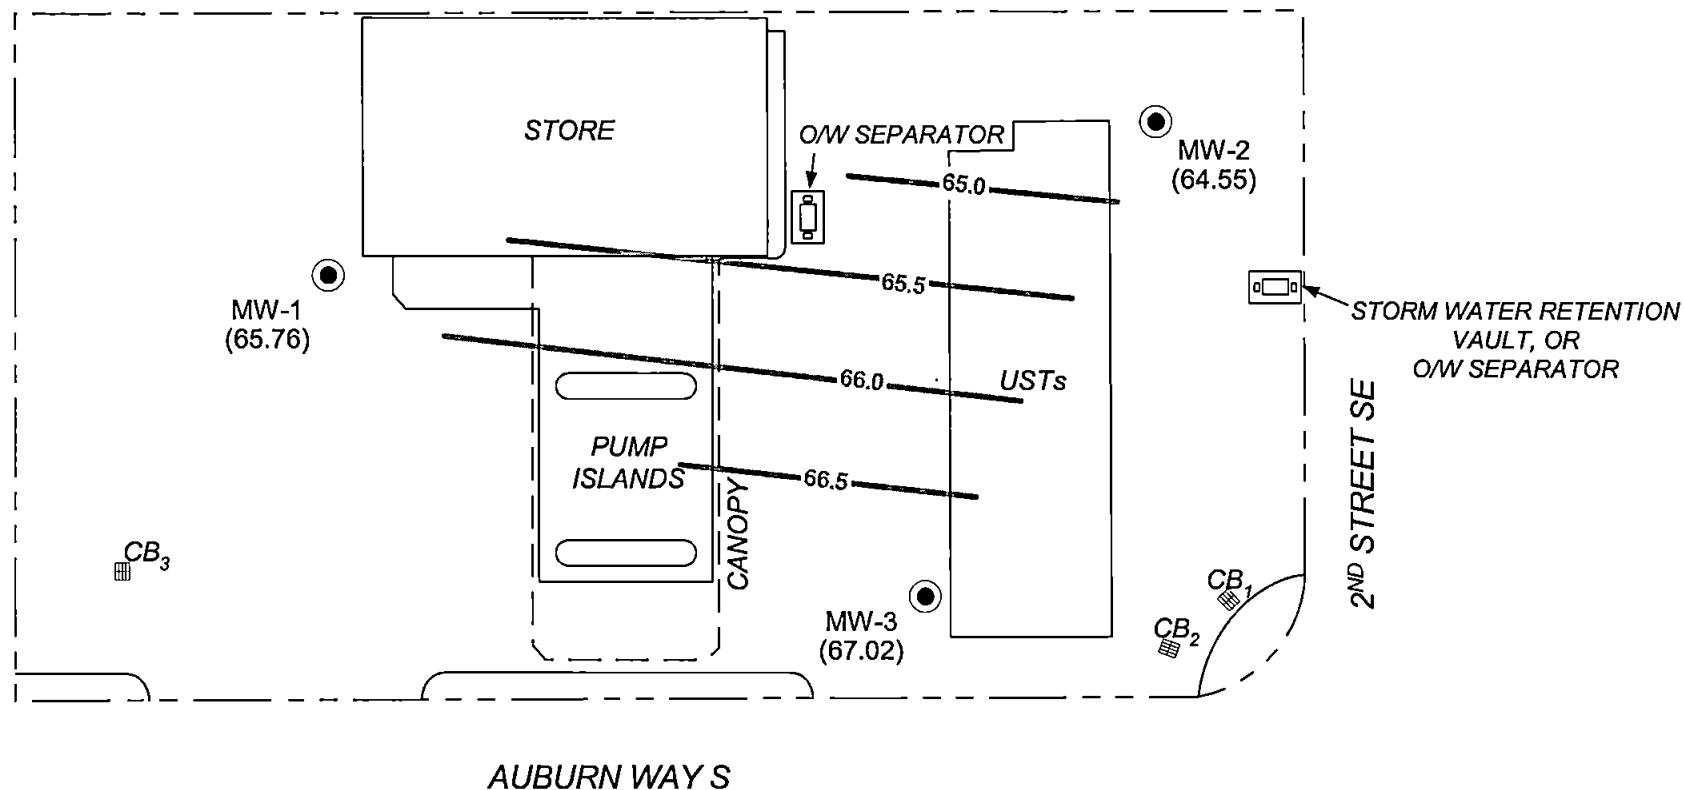 STORE
O/W SEPARATOR
MW-2
(64.55)
65.0
65.5
MW-1
(65.76)
STORM WATER RETENTION
VAULT, OR
O/W SEPARATOR
66.0
USTs
PUMP
ISLANDS
66.5
CANOPY
2ND STREET SE
CB3
CB1
CB2
MW-3
(67.02)
AUBURN WAY S